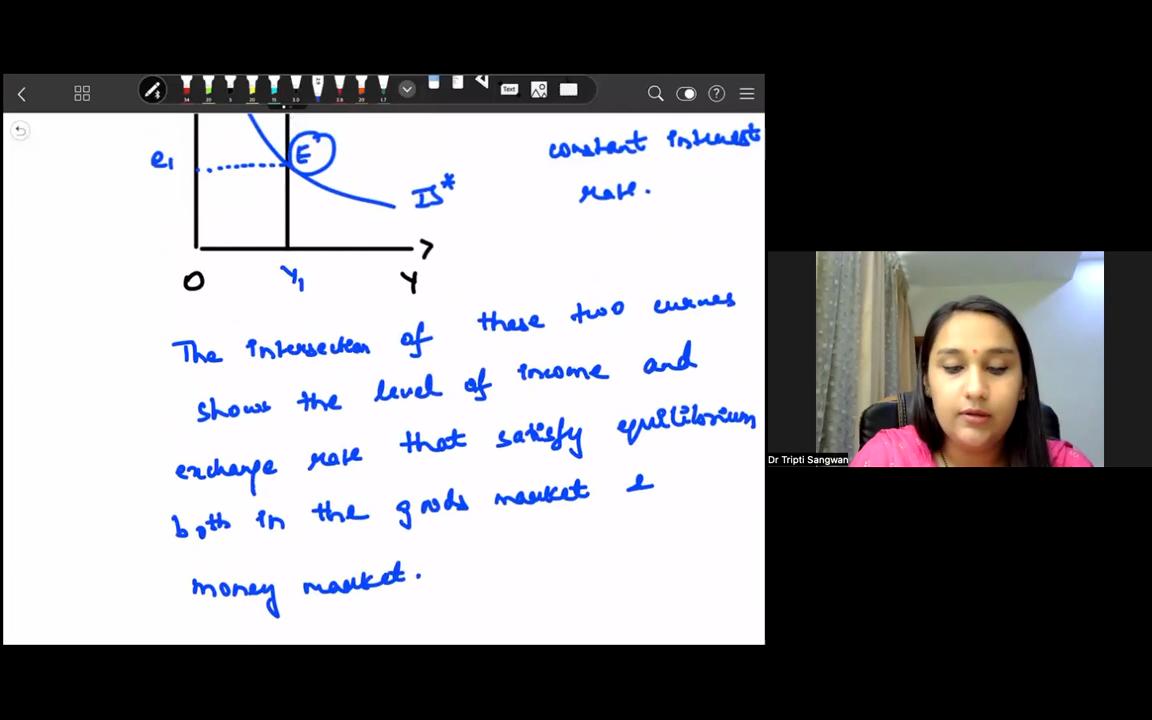 Text
e1
E'
IS*
constant interest
rate.
O
Y1
Y
The intersection of these two curves
shows the level of income and
exchange rate that satisfy equilibrium
both in the goods market &
money market.
Dr Tripti Sangwan